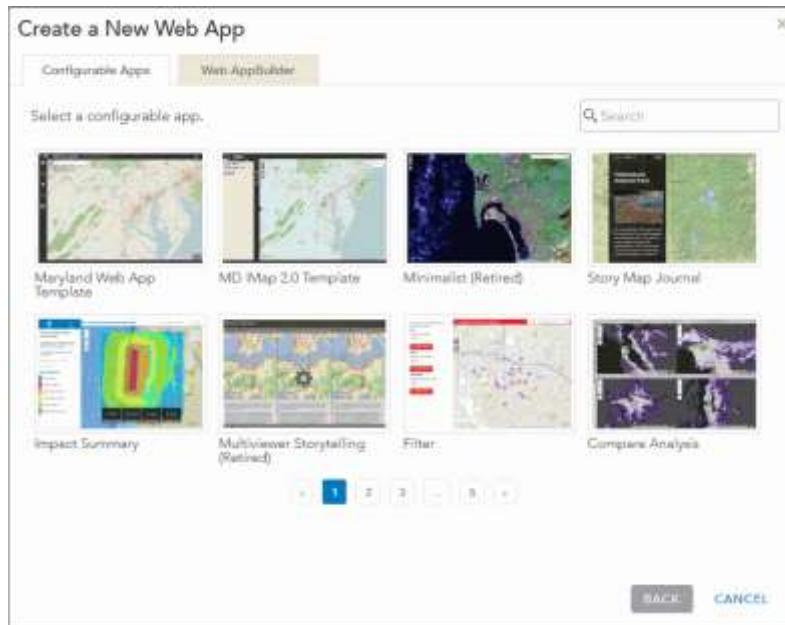 Create a New Web App
Configurable Apps
Web AppBuilder
Select a configurable app.
Search
Maryland Web App
Template
MD iMap 2.0 Template
Minimalist (Retired)
Story Map Journal
Impact Summary
Multiviewer Storytelling
(Retired)
Filter
Compare Analysis
‹ 1 2 3 ... 5 ›
BACK
CANCEL